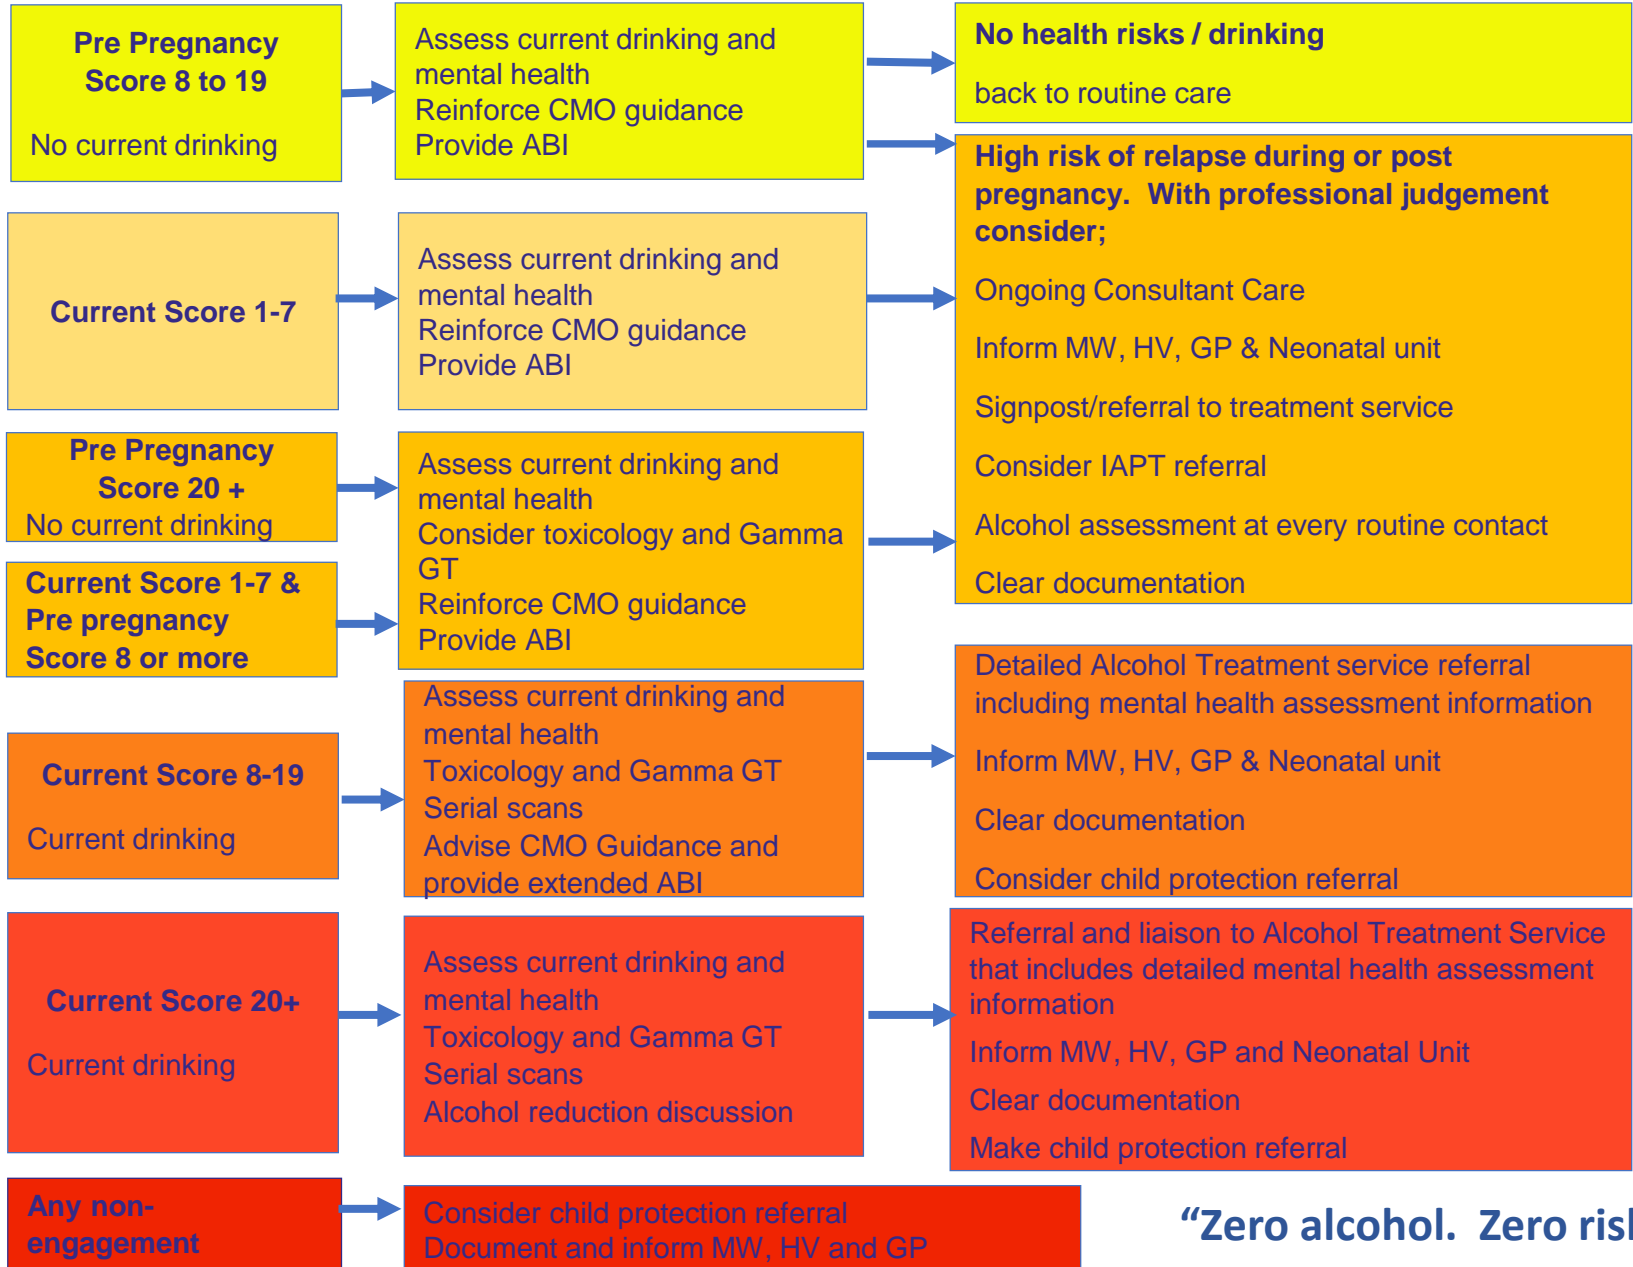 Pre Pregnancy
Score 8 to 19
No current drinking
Assess current drinking and
mental health
Reinforce CMO guidance
Provide ABI
No health risks / drinking
back to routine care
High risk of relapse during or post
pregnancy.  With professional judgement
consider;
Ongoing Consultant Care
Inform MW, HV, GP & Neonatal unit
Signpost/referral to treatment service
Consider IAPT referral
Alcohol assessment at every routine contact
Clear documentation
Current Score 1-7
Assess current drinking and
mental health
Reinforce CMO guidance
Provide ABI
Pre Pregnancy
Score 20 +
No current drinking
Current Score 1-7 &
Pre pregnancy
Score 8 or more
Assess current drinking and
mental health
Consider toxicology and Gamma
GT
Reinforce CMO guidance
Provide ABI
Current Score 8-19
Current drinking
Assess current drinking and
mental health
Toxicology and Gamma GT
Serial scans
Advise CMO Guidance and
provide extended ABI
Detailed Alcohol Treatment service referral
including mental health assessment information
Inform MW, HV, GP & Neonatal unit
Clear documentation
Consider child protection referral
Current Score 20+
Current drinking
Assess current drinking and
mental health
Toxicology and Gamma GT
Serial scans
Alcohol reduction discussion
Referral and liaison to Alcohol Treatment Service
that includes detailed mental health assessment
information
Inform MW, HV, GP and Neonatal Unit
Clear documentation
Make child protection referral
Any non-
engagement
Consider child protection referral
Document and inform MW, HV and GP
“Zero alcohol.  Zero risk